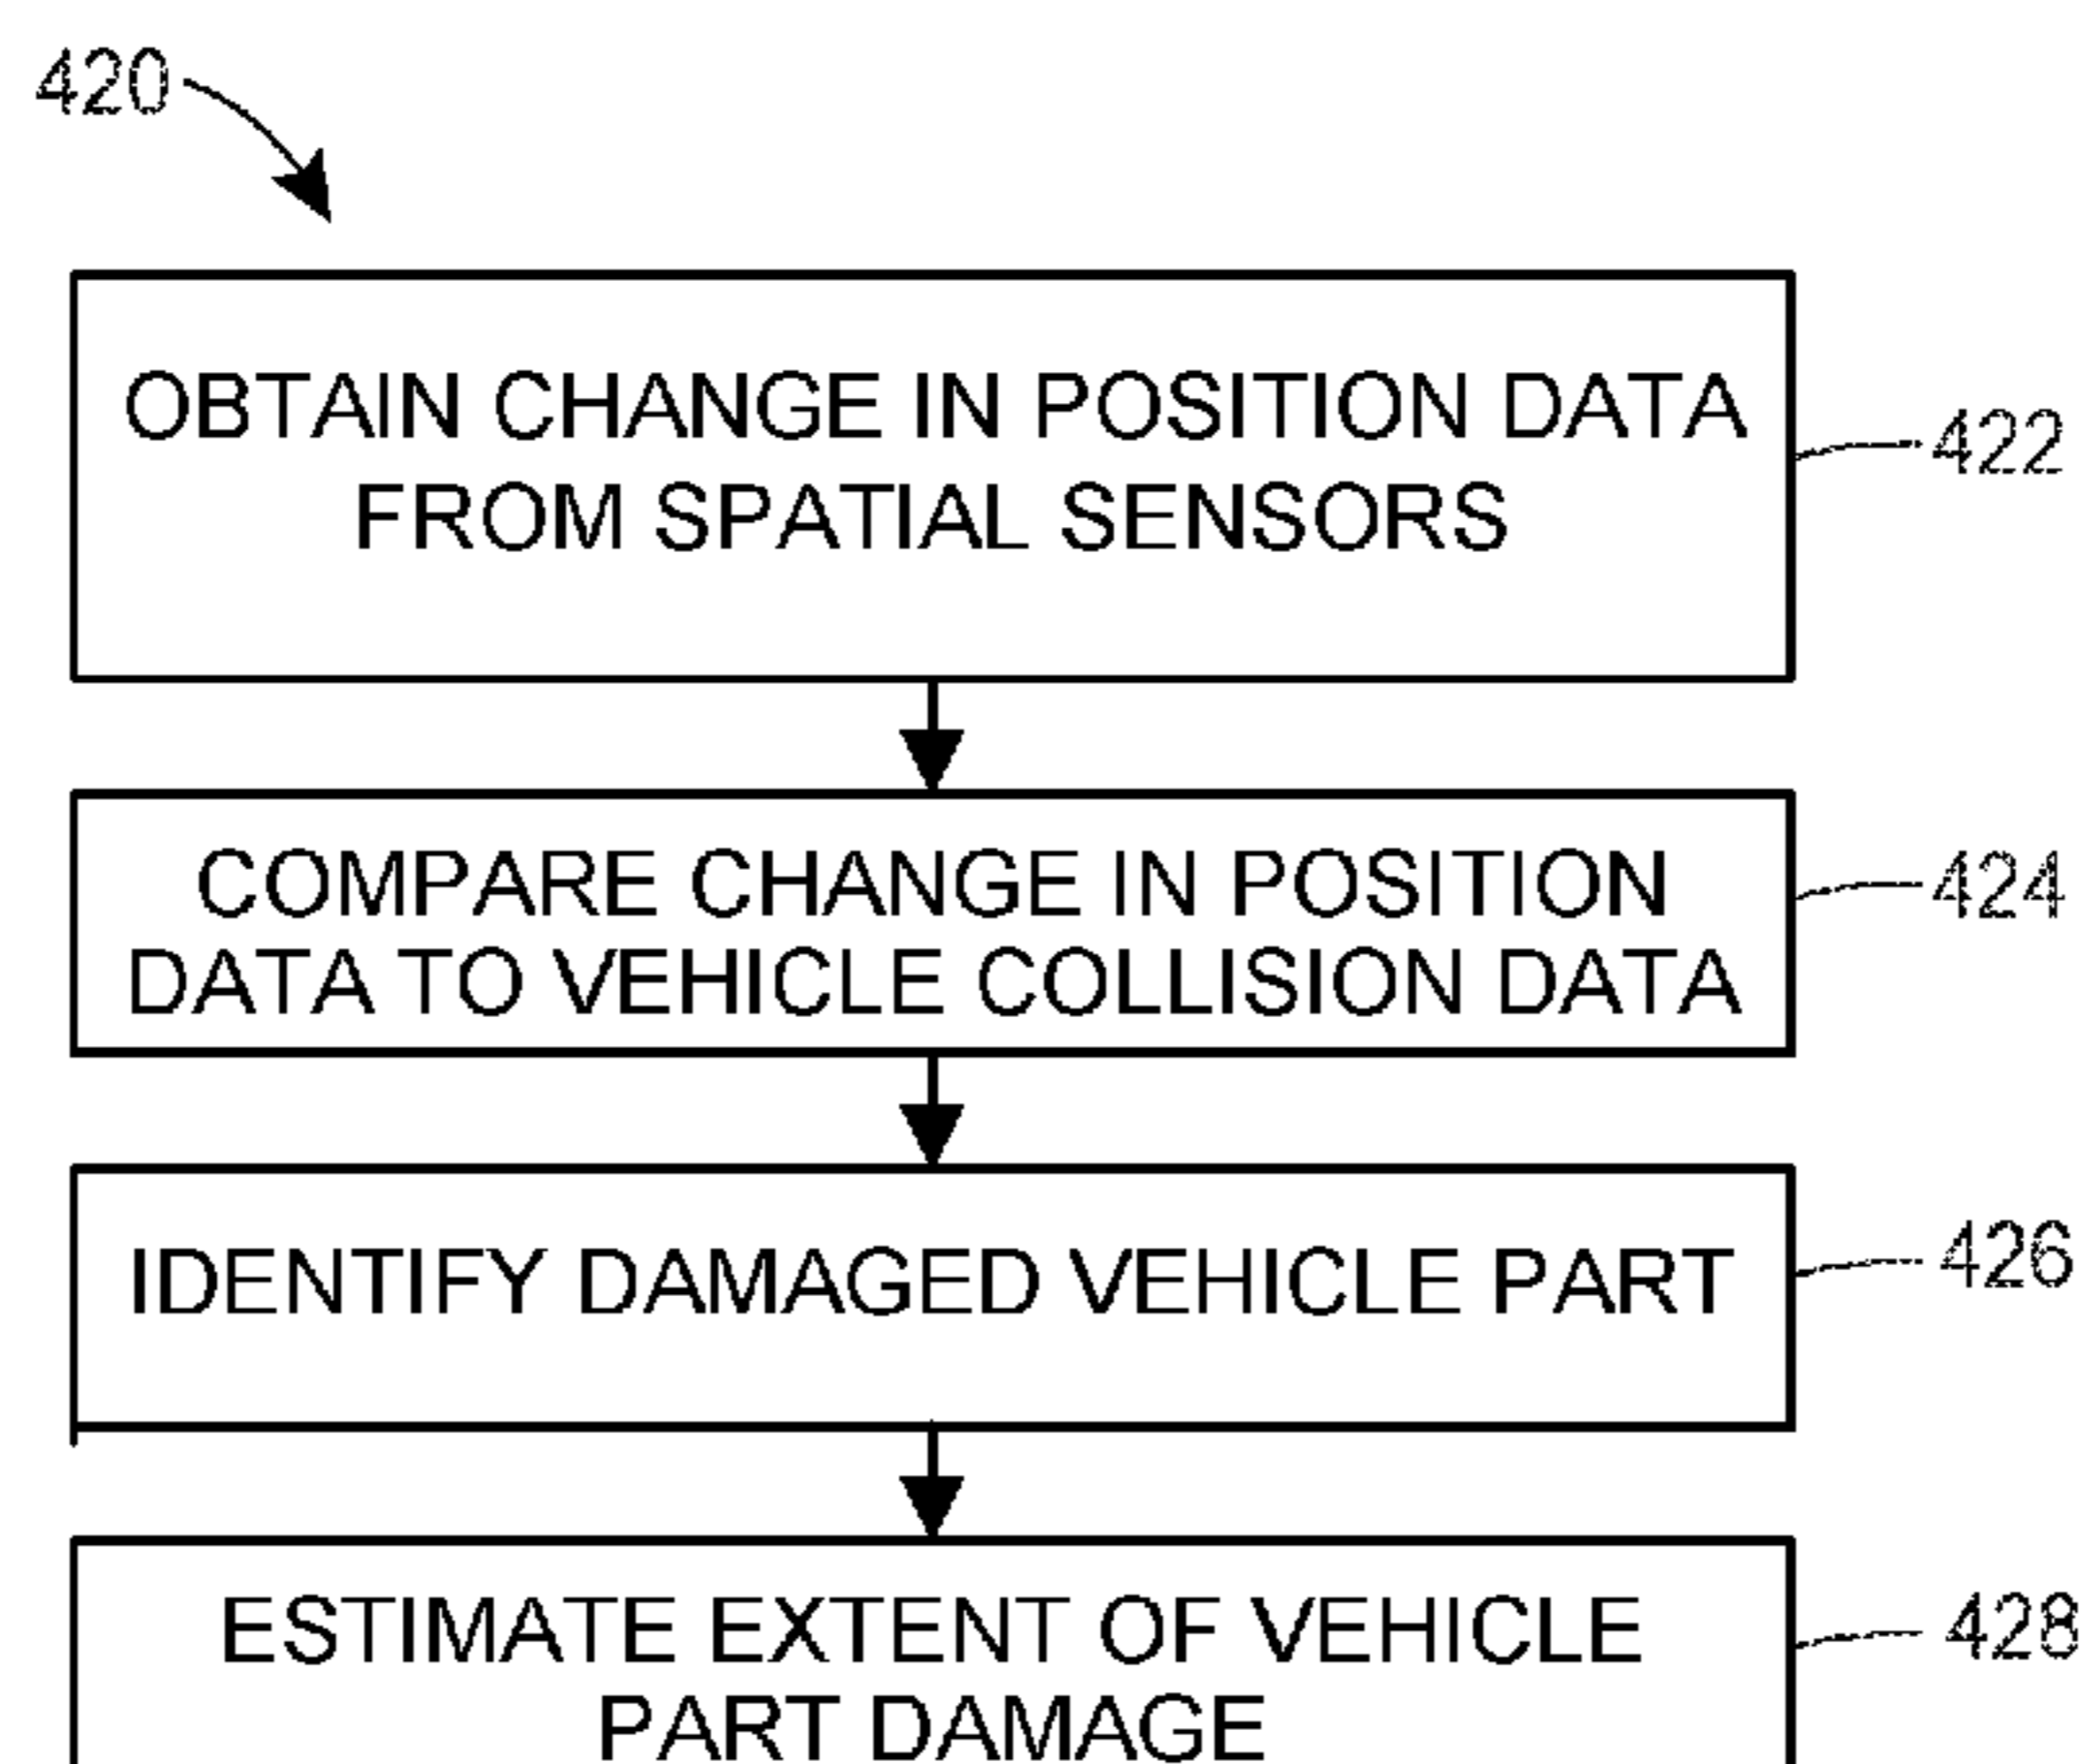 420
OBTAIN CHANGE IN POSITION DATA
FROM SPATIAL SENSORS
422
COMPARE CHANGE IN POSITION
DATA TO VEHICLE COLLISION DATA
424
IDENTIFY DAMAGED VEHICLE PART
426
ESTIMATE EXTENT OF VEHICLE
PART DAMAGE
428